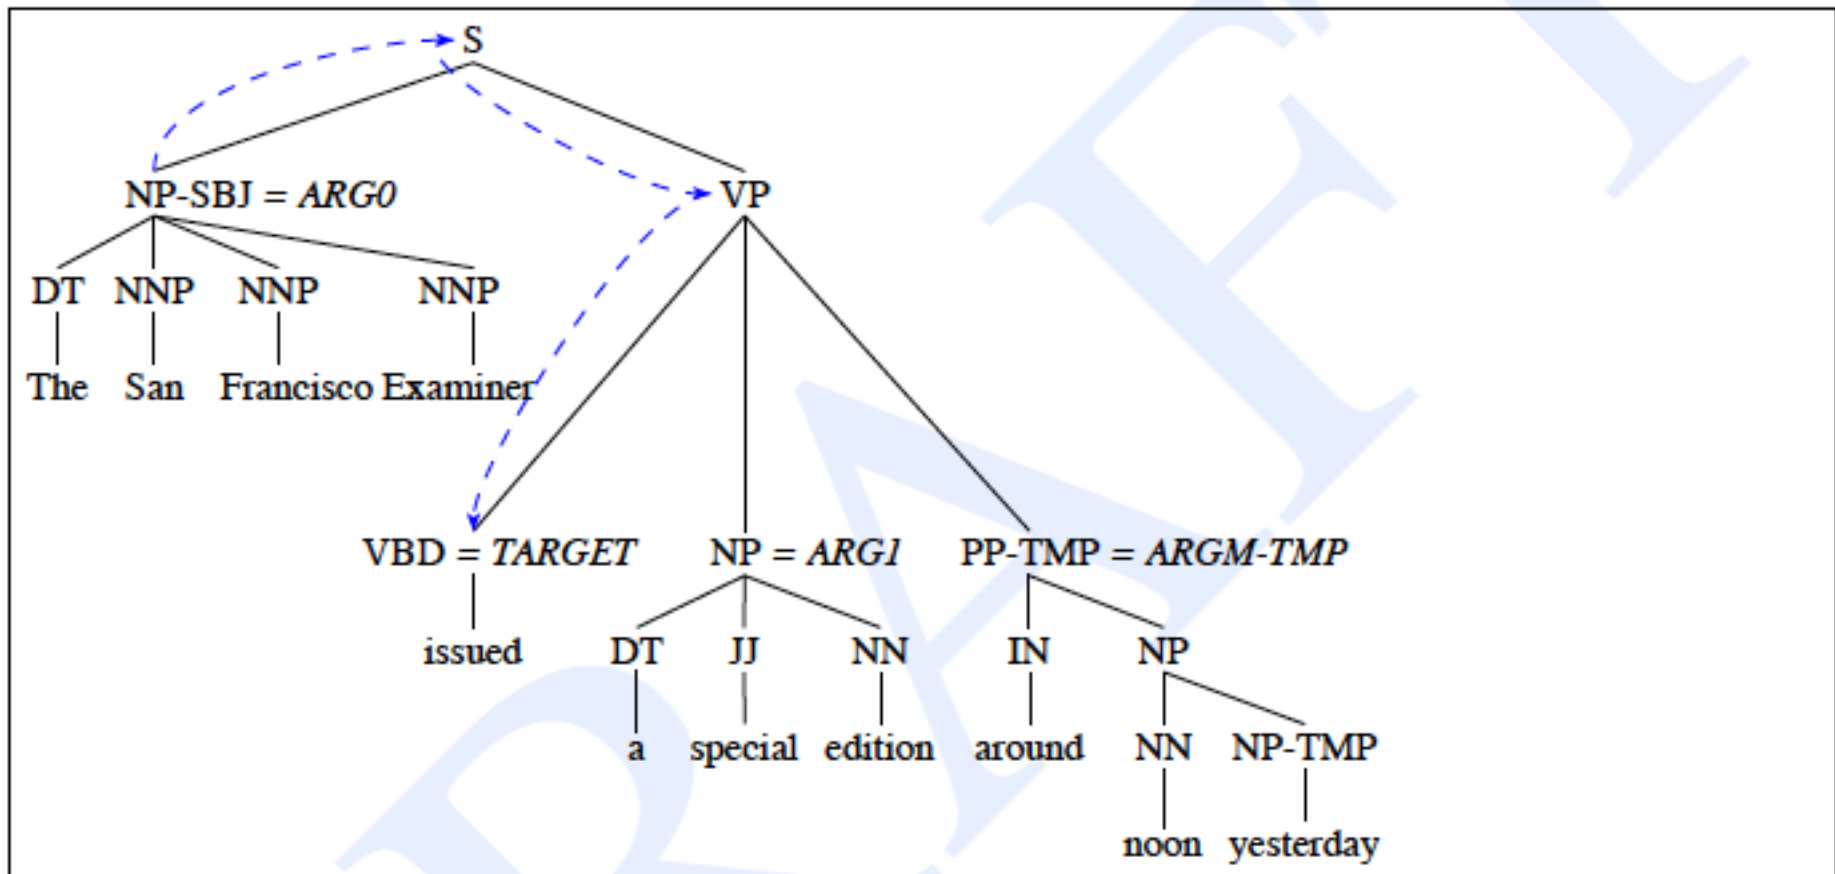 S
NP-SBJ = ARG0 VP
DT NNP NNP NNP
The San Francisco Examiner
VBD = TARGET NP = ARG1 PP-TMP = ARGM-TMP
issued DT JJ NN IN NP
a special edition around NN NP-TMP
noon yesterday